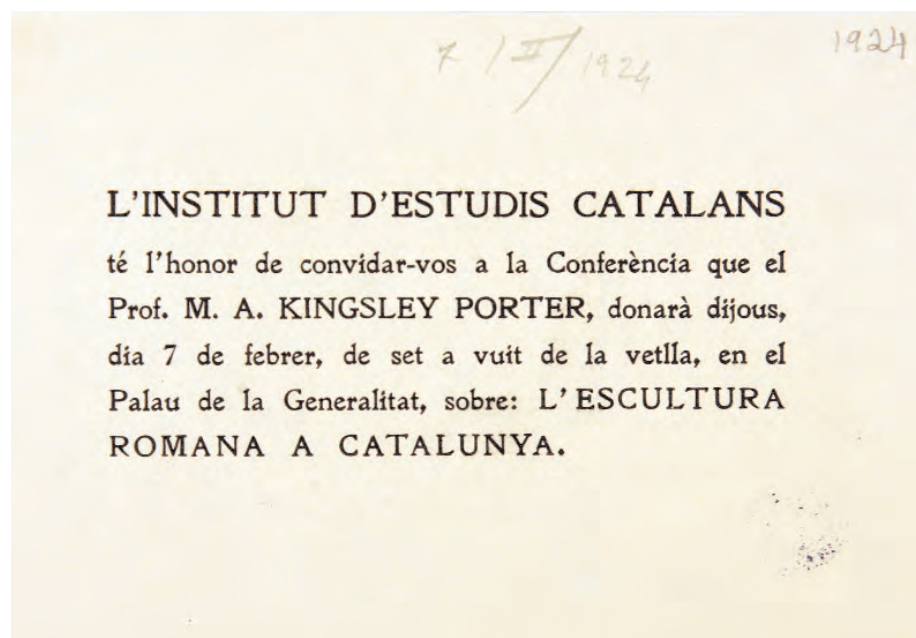 7 / II / 1924
1924
L'INSTITUT D'ESTUDIS CATALANS
té l'honor de convidar-vos a la Conferència que el
Prof. M. A. KINGSLEY PORTER, donarà dijous,
dia 7 de febrer, de set a vuit de la vetlla, en el
Palau de la Generalitat, sobre: L'ESCULTURA
ROMANA A CATALUNYA.